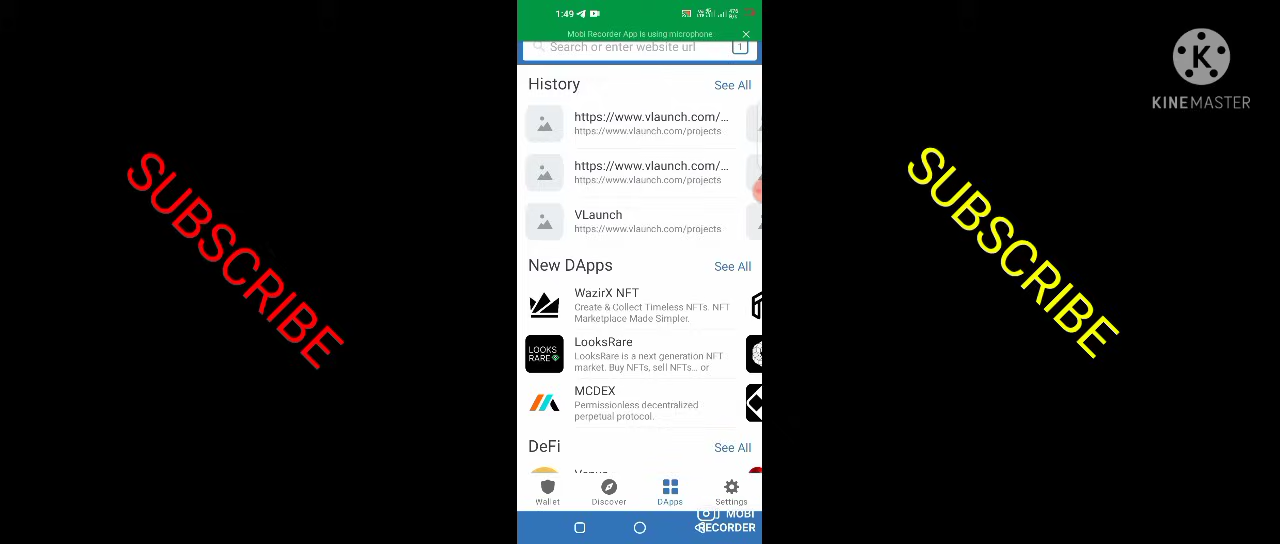 1:49
476
B/s
Mobi Recorder App is using microphone
Search or enter website url
1
K
KINEMASTER
SUBSCRIBE
SUBSCRIBE
History
See All
https://www.vlaunch.com/...
https://www.vlaunch.com/projects
https://www.vlaunch.com/...
https://www.vlaunch.com/projects
VLaunch
https://www.vlaunch.com/projects
New DApps
See All
WazirX NFT
Create & Collect Timeless NFTs. NFT
Marketplace Made Simpler.
LOOKS
RARE
LooksRare
LooksRare is a next generation NFT
market. Buy NFTs, sell NFTs... or
MCDEX
Permissionless decentralized
perpetual protocol.
DeFi
See All
Venus
Wallet
Discover
DApps
Settings
MOBI
RECORDER